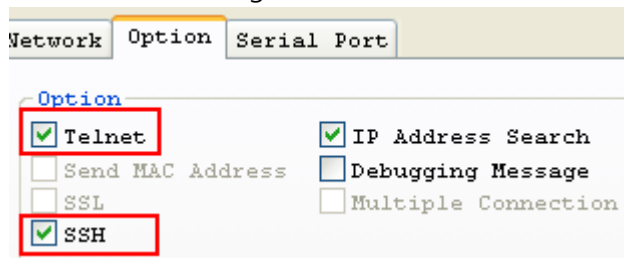 Network Option Serial Port
Option
Telnet IP Address Search
Send MAC Address Debugging Message
SSL Multiple Connection
SSH